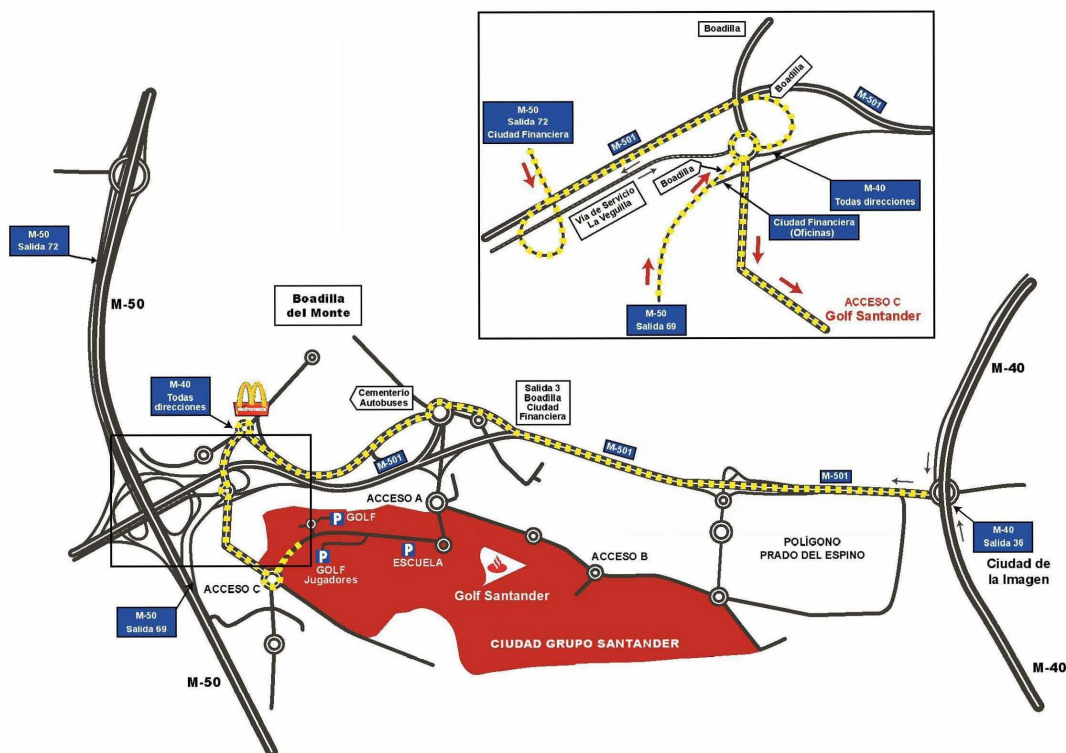 Boadilla
Boadilla
M-501
M-50
Salida 72
Ciudad Financiera
M-501
Boadilla
Vía de Servicio
La Veguilla
M-40
Todas direcciones
Ciudad Financiera
(Oficinas)
ACCESO C
Golf Santander
M-50
Salida 69
M-50
Salida 72
M-50
Boadilla
del Monte
M-40
M-40
Todas
direcciones
Cementerio
Autobuses
Salida 3
Boadilla
Ciudad
Financiera
M-501
M-501
M-501
ACCESO A
P
GOLF
P
GOLF
Jugadores
P
ESCUELA
ACCESO B
POLÍGONO
PRADO DEL ESPINO
M-40
Salida 36
Ciudad de
la Imagen
ACCESO C
Golf Santander
M-50
Salida 69
CIUDAD GRUPO SANTANDER
M-50
M-40